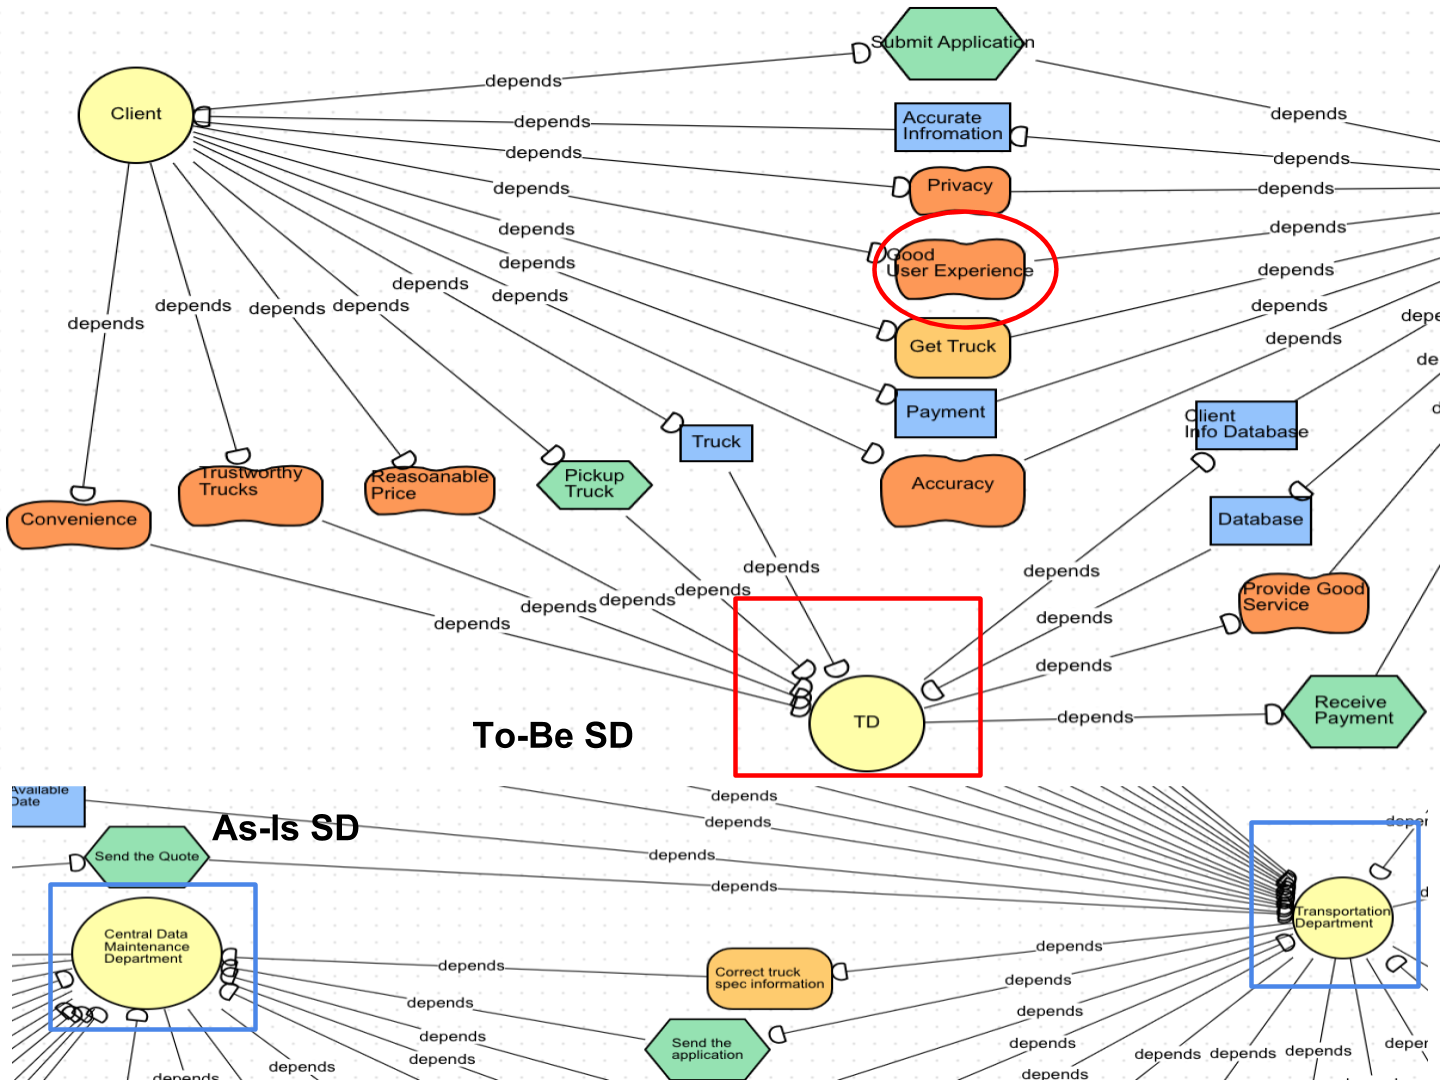 Submit Application
Client
depends
depends
depends
Accurate
Infromation
depends
depends
depends
Privacy
depends
depends
depends
depends
Good
User Experience
depends
depends
depends
depends
depends
depends
depends
depends
depends
depends
Get Truck
depends
Payment
Client
Info Database
Truck
Trustworthy
Trucks
Reasoanable
Price
Pickup
Truck
Accuracy
Convenience
Database
depends
depends
depends
Provide Good
Service
depends
depends
depends
depends
depends
TD
depends
Receive
Payment
To-Be SD
Available
Date
depends
depends
As-Is SD
Send the Quote
depends
depends
Transportation
Department
Central Data
Maintenance
Department
depends
depends
Correct truck
spec information
depends
depends
depends
depends
Send the
application
depends
depends
depends
depends
depends
depends
depends
depends